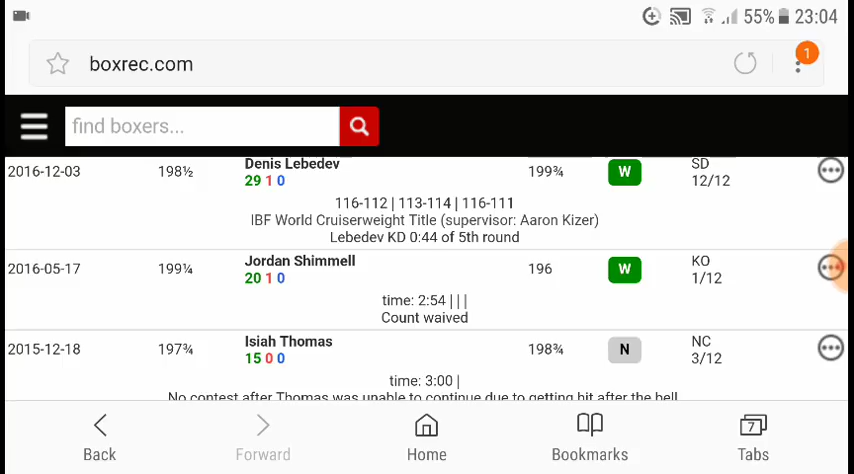 55% 23:04
boxrec.com
1
find boxers...
2016-12-03 198½ Denis Lebedev 199¾ W SD
29 1 0 12/12
116-112 | 113-114 | 116-111
IBF World Cruiserweight Title (supervisor: Aaron Kizer)
Lebedev KD 0:44 of 5th round
2016-05-17 199¼ Jordan Shimmell 196 W KO
20 1 0 1/12
time: 2:54 | | |
Count waived
2015-12-18 197¾ Isiah Thomas 198¾ N NC
15 0 0 3/12
time: 3:00 |
No contest after Thomas was unable to continue due to getting hit after the bell
Back Forward Home Bookmarks 7 Tabs